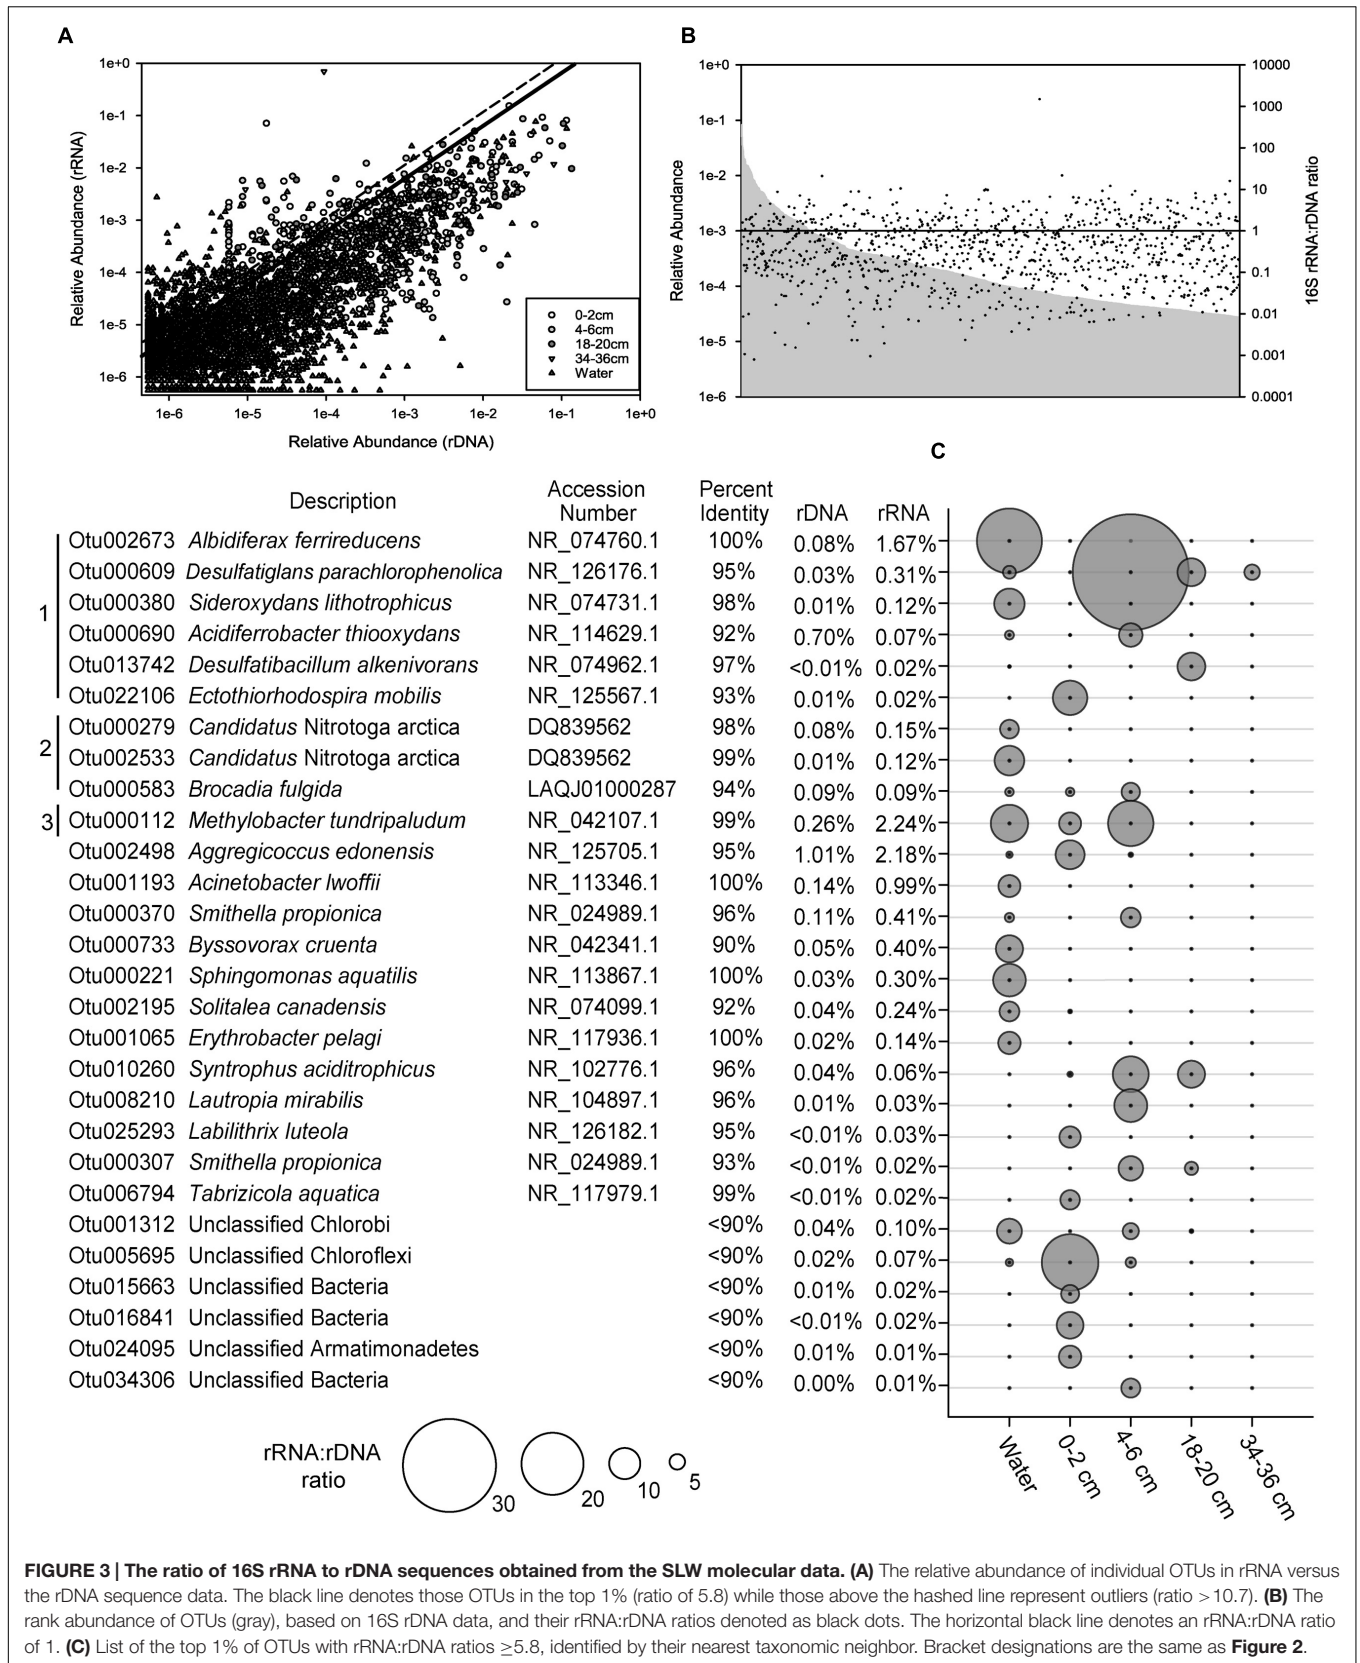 A
B
1e+0
1e-1
1e-2
1e-3
1e-4
1e-5
1e-6
Relative Abundance (rRNA)
1e-6 1e-5 1e-4 1e-3 1e-2 1e-1 1e+0
Relative Abundance (rDNA)
0-2cm
4-6cm
18-20cm
34-36cm
Water
1e+0
1e-1
1e-2
1e-3
1e-4
1e-5
1e-6
Relative Abundance
10000
1000
100
10
1
0.1
0.01
0.001
0.0001
16S rRNA:rDNA ratio
C
Description Accession Number Percent Identity rDNA rRNA
1
Otu002673 Albidiferax ferrireducens NR_074760.1 100% 0.08% 1.67%
Otu000609 Desulfatiglans parachlorophenolica NR_126176.1 95% 0.03% 0.31%
Otu000380 Sideroxydans lithotrophicus NR_074731.1 98% 0.01% 0.12%
Otu000690 Acidiferrobacter thiooxydans NR_114629.1 92% 0.70% 0.07%
Otu013742 Desulfatibacillum alkenivorans NR_074962.1 97% <0.01% 0.02%
Otu022106 Ectothiorhodospira mobilis NR_125567.1 93% 0.01% 0.02%
2
Otu000279 Candidatus Nitrotoga arctica DQ839562 98% 0.08% 0.15%
Otu002533 Candidatus Nitrotoga arctica DQ839562 99% 0.01% 0.12%
Otu000583 Brocadia fulgida LAQJ01000287 94% 0.09% 0.09%
3
Otu000112 Methylobacter tundripaludum NR_042107.1 99% 0.26% 2.24%
Otu002498 Aggregicoccus edonensis NR_125705.1 95% 1.01% 2.18%
Otu001193 Acinetobacter lwoffii NR_113346.1 100% 0.14% 0.99%
Otu000370 Smithella propionica NR_024989.1 96% 0.11% 0.41%
Otu000733 Byssovorax cruenta NR_042341.1 90% 0.05% 0.40%
Otu000221 Sphingomonas aquatilis NR_113867.1 100% 0.03% 0.30%
Otu002195 Solitalea canadensis NR_074099.1 92% 0.04% 0.24%
Otu001065 Erythrobacter pelagi NR_117936.1 100% 0.02% 0.14%
Otu010260 Syntrophus aciditrophicus NR_102776.1 96% 0.04% 0.06%
Otu008210 Lautropia mirabilis NR_104897.1 96% 0.01% 0.03%
Otu025293 Labilithrix luteola NR_126182.1 95% <0.01% 0.03%
Otu000307 Smithella propionica NR_024989.1 93% <0.01% 0.02%
Otu006794 Tabrizicola aquatica NR_117979.1 99% <0.01% 0.02%
Otu001312 Unclassified Chlorobi <90% 0.04% 0.10%
Otu005695 Unclassified Chloroflexi <90% 0.02% 0.07%
Otu015663 Unclassified Bacteria <90% 0.01% 0.02%
Otu016841 Unclassified Bacteria <90% <0.01% 0.02%
Otu024095 Unclassified Armatimonadetes <90% 0.01% 0.01%
Otu034306 Unclassified Bacteria <90% 0.00% 0.01%
Water 0-2 cm 4-6 cm 18-20 cm 34-36 cm
rRNA:rDNA
ratio
30 20 10 5
FIGURE 3 | The ratio of 16S rRNA to rDNA sequences obtained from the SLW molecular data. (A) The relative abundance of individual OTUs in rRNA versus
the rDNA sequence data. The black line denotes those OTUs in the top 1% (ratio of 5.8) while those above the hashed line represent outliers (ratio >10.7). (B) The
rank abundance of OTUs (gray), based on 16S rDNA data, and their rRNA:rDNA ratios denoted as black dots. The horizontal black line denotes an rRNA:rDNA ratio
of 1. (C) List of the top 1% of OTUs with rRNA:rDNA ratios ≥5.8, identified by their nearest taxonomic neighbor. Bracket designations are the same as Figure 2.